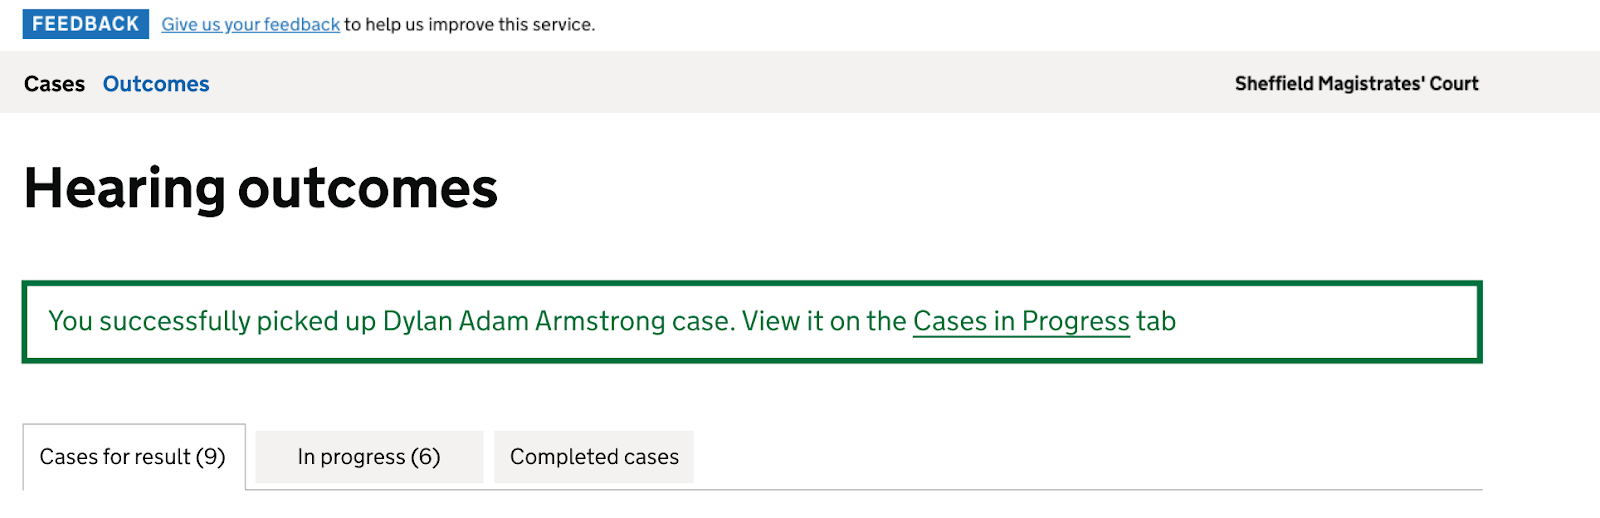 FEEDBACK Give us your feedback to help us improve this service.
Cases Outcomes Sheffield Magistrates' Court
Hearing outcomes
You successfully picked up Dylan Adam Armstrong case. View it on the Cases in Progress tab
Cases for result (9) In progress (6) Completed cases